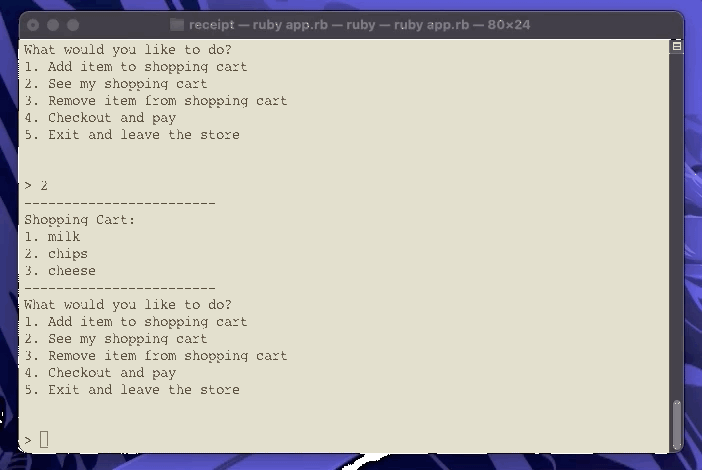 receipt — ruby app.rb — ruby — ruby app.rb — 80×24
What would you like to do?
1. Add item to shopping cart
2. See my shopping cart
3. Remove item from shopping cart
4. Checkout and pay
5. Exit and leave the store
> 2
------------------------
Shopping Cart:
1. milk
2. chips
3. cheese
------------------------
What would you like to do?
1. Add item to shopping cart
2. See my shopping cart
3. Remove item from shopping cart
4. Checkout and pay
5. Exit and leave the store
>